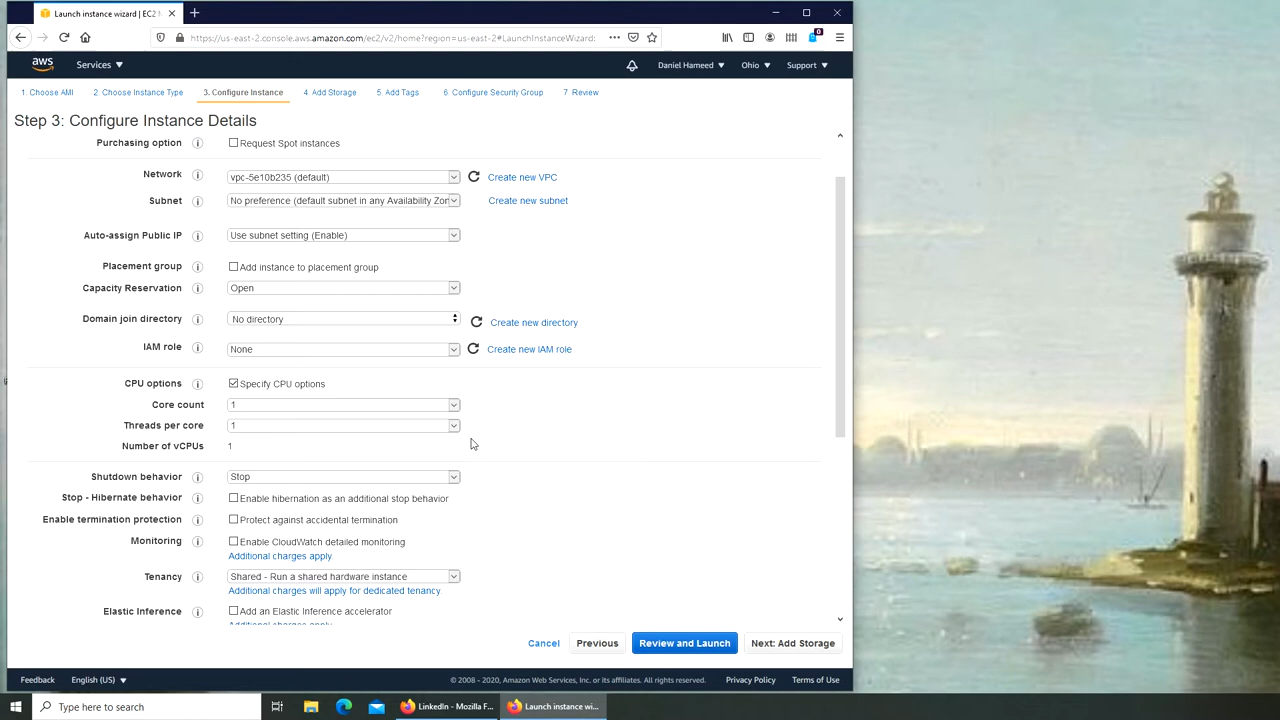 Launch instance wizard | EC2 M
https://us-east-2.console.aws.amazon.com/ec2/v2/home?region=us-east-2#LaunchInstanceWizard:
0
aws Services Daniel Hameed Ohio Support
1. Choose AMI 2. Choose Instance Type 3. Configure Instance 4. Add Storage 5. Add Tags 6. Configure Security Group 7. Review
Step 3: Configure Instance Details
Purchasing option Request Spot instances
Network vpc-5e10b235 (default) Create new VPC
Subnet No preference (default subnet in any Availability Zon Create new subnet
Auto-assign Public IP Use subnet setting (Enable)
Placement group Add instance to placement group
Capacity Reservation Open
Domain join directory No directory Create new directory
IAM role None Create new IAM role
CPU options Specify CPU options
Core count 1
Threads per core 1
Number of vCPUs 1
Shutdown behavior Stop
Stop - Hibernate behavior Enable hibernation as an additional stop behavior
Enable termination protection Protect against accidental termination
Monitoring Enable CloudWatch detailed monitoring
Additional charges apply
Tenancy Shared - Run a shared hardware instance
Additional charges will apply for dedicated tenancy
Elastic Inference Add an Elastic Inference accelerator
Additional charges apply
Cancel Previous Review and Launch Next: Add Storage
Feedback English (US) © 2008 - 2020, Amazon Web Services, Inc. or its affiliates. All rights reserved. Privacy Policy Terms of Use
Type here to search LinkedIn - Mozilla F... Launch instance wi...